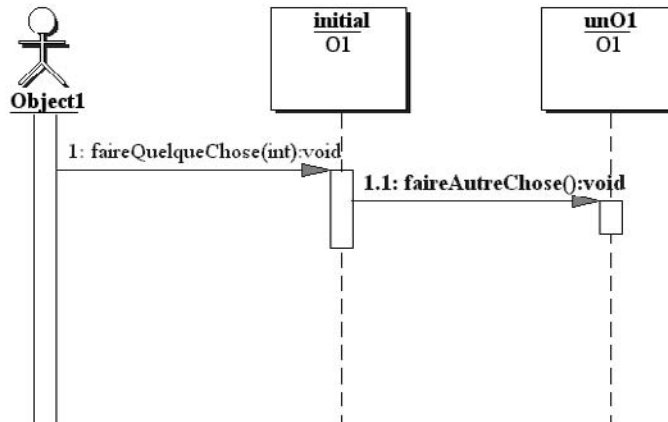 initial
O1
unO1
O1
Object1
1: faireQuelqueChose(int):void
1.1: faireAutreChose():void